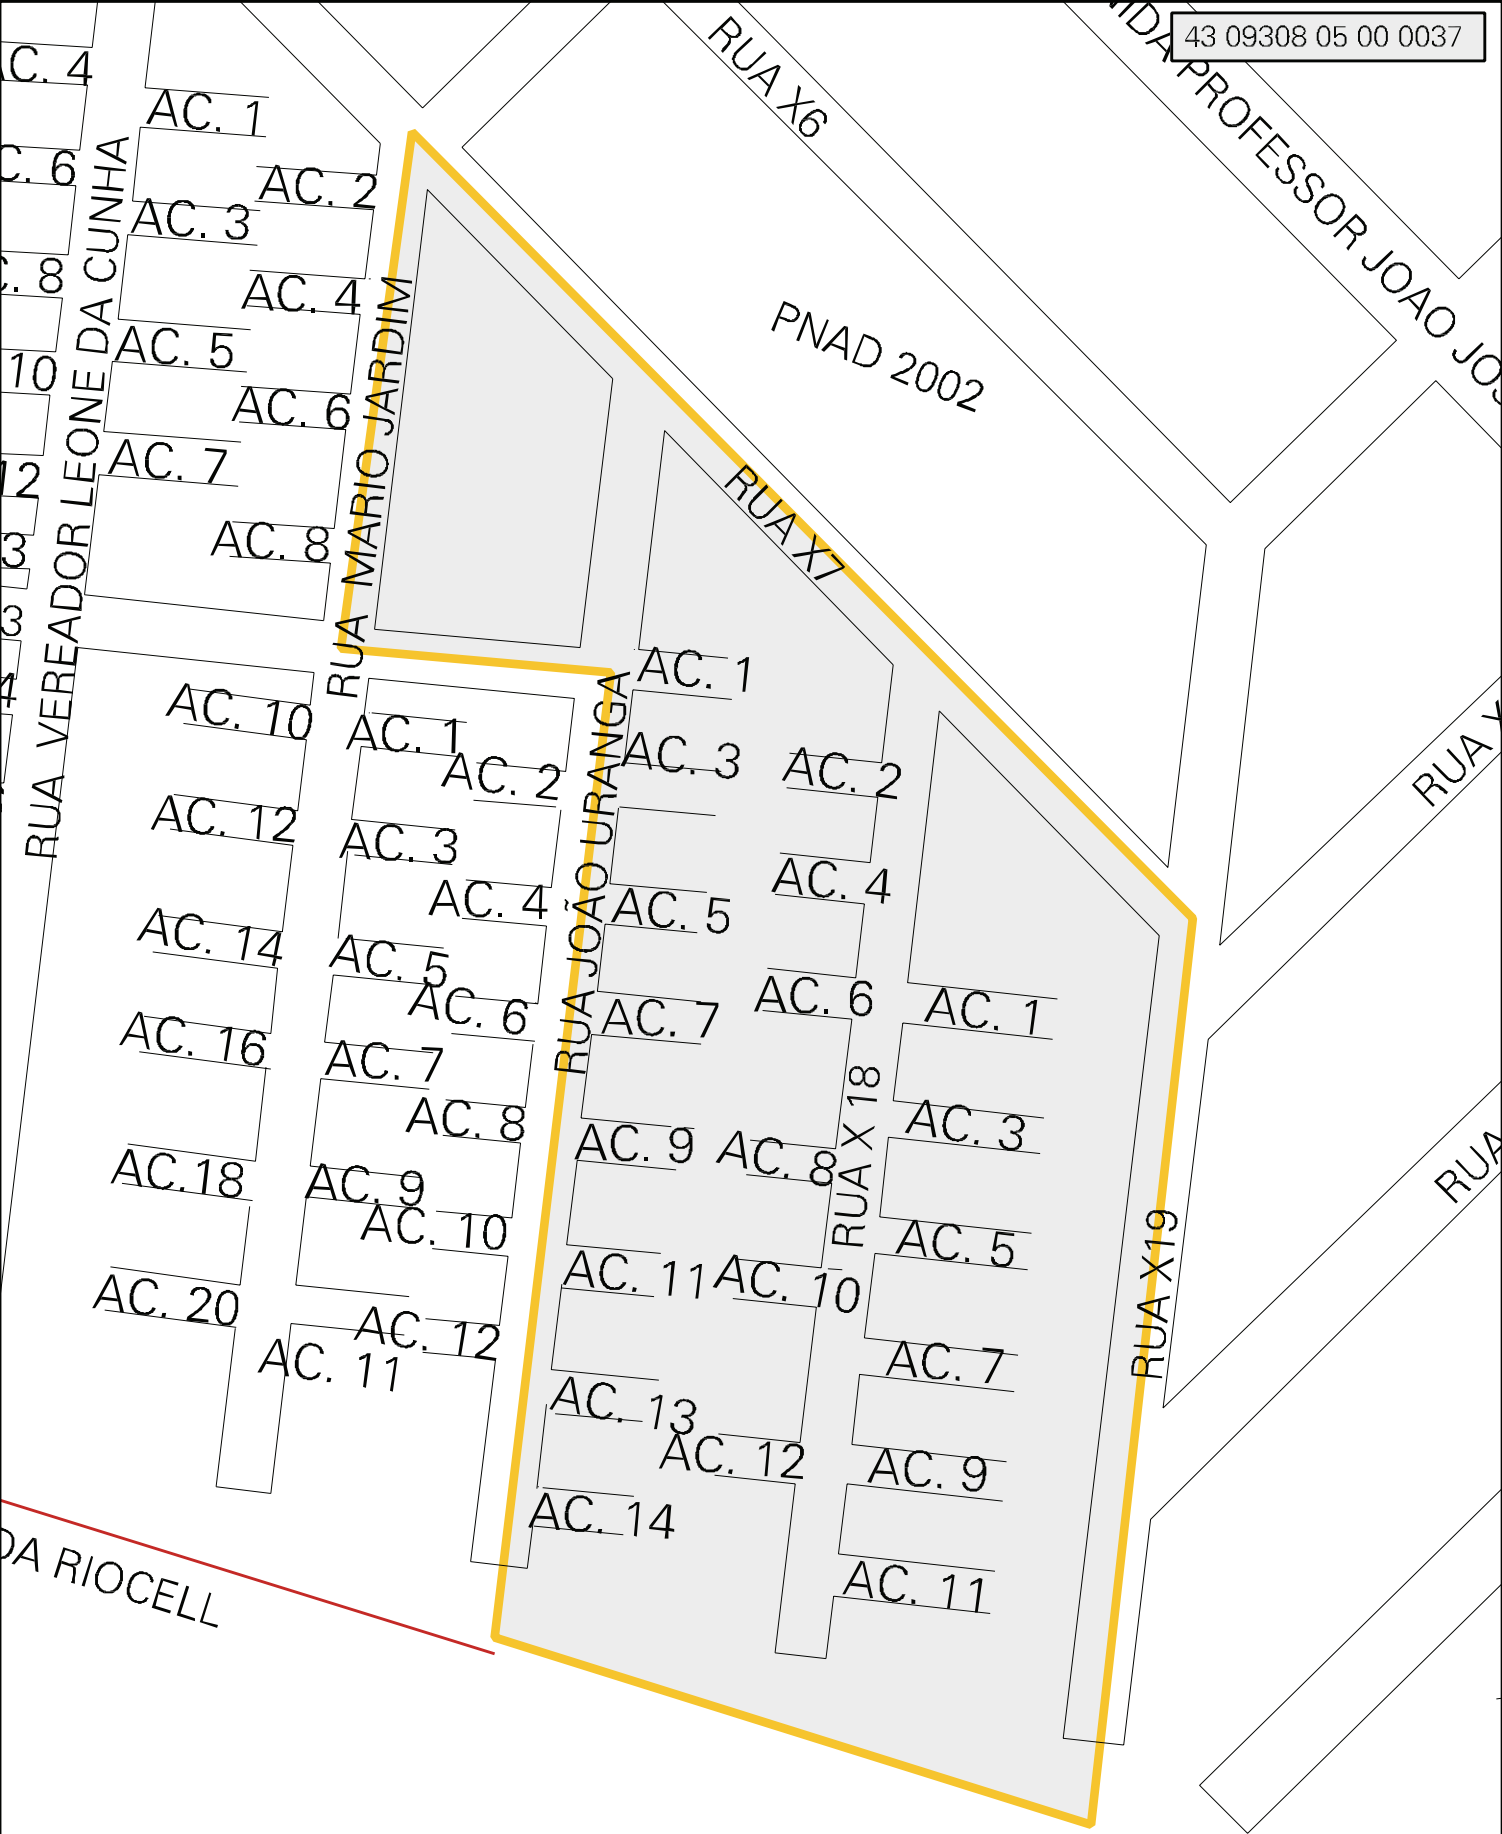 43 09308 05 00 0037
PROFESSOR JOAO
RUA X6
PNAD 2002
RUA X7
RUA VEREADOR LEONE DA CUNHA
RUA MARIO JARDIM
RUA JOÃO URANGA
RUA X 18
RUA X19
RUA
RUA
DA RIOCELL
AC. 4
C. 6
C. 8
10
12
3
3
4
AC. 1
AC. 2
AC. 3
AC. 4
AC. 5
AC. 6
AC. 7
AC. 8
AC. 10
AC. 12
AC. 14
AC. 16
AC.18
AC. 20
AC. 1
AC. 2
AC. 3
AC. 4
AC. 5
AC. 6
AC. 7
AC. 8
AC. 9
AC. 10
AC. 12
AC. 11
AC. 1
AC. 3
AC. 2
AC. 4
AC. 5
AC. 6
AC. 7
AC. 9
AC. 8
AC. 11
AC. 10
AC. 13
AC. 12
AC. 14
AC. 1
AC. 3
AC. 5
AC. 7
AC. 9
AC. 11